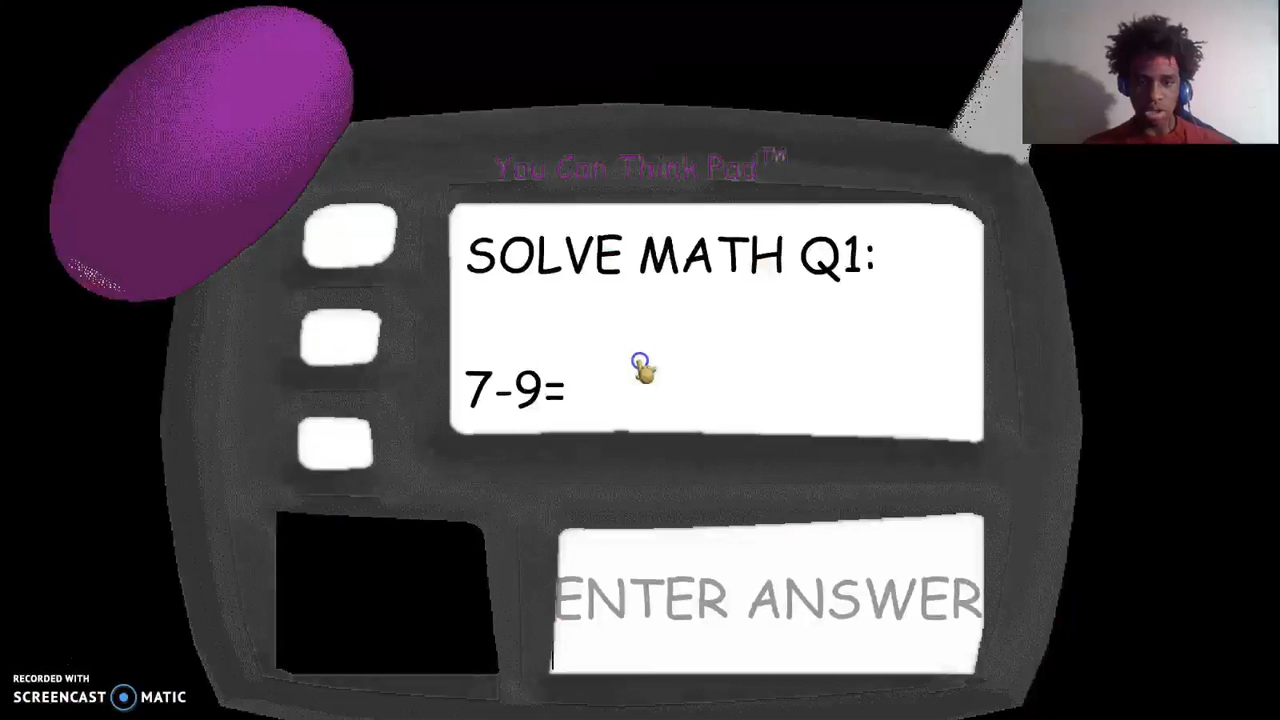 You Can Think Pad™
SOLVE MATH Q1:
7-9=
ENTER ANSWER
RECORDED WITH
SCREENCAST MATIC